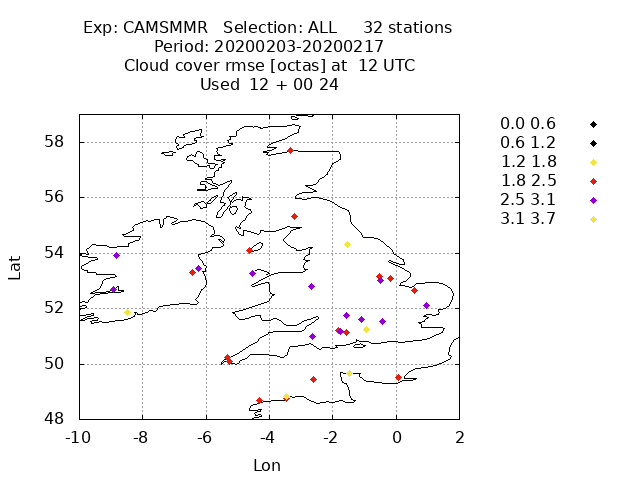 Exp: CAMSMMR   Selection: ALL     32 stations
Period: 20200203-20200217
Cloud cover rmse [octas] at  12 UTC
Used  12 + 00 24
0.0 0.6
0.6 1.2
1.2 1.8
1.8 2.5
2.5 3.1
3.1 3.7
58
56
54
52
50
48
Lat
-10 -8 -6 -4 -2 0 2
Lon